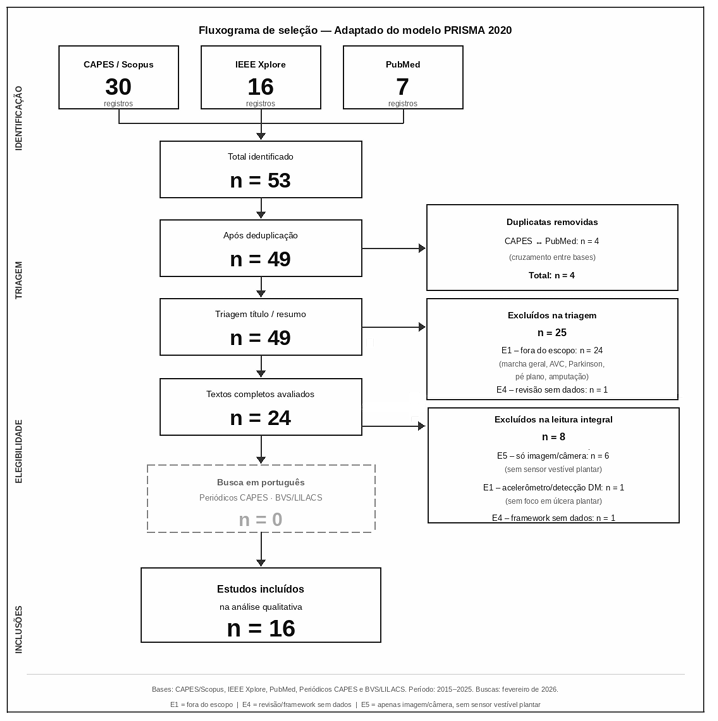 Fluxograma de seleção — Adaptado do modelo PRISMA 2020
IDENTIFICAÇÃO
CAPES / Scopus
30
registros
IEEE Xplore
16
registros
PubMed
7
registros
Total identificado
n = 53
TRIAGEM
Após deduplicação
n = 49
Duplicatas removidas
CAPES ↔ PubMed: n = 4
(cruzamento entre bases)
Total: n = 4
Triagem título / resumo
n = 49
Excluídos na triagem
n = 25
E1 – fora do escopo: n = 24
(marcha geral, AVC, Parkinson,
pé plano, amputação)
E4 – revisão sem dados: n = 1
ELEGIBILIDADE
Textos completos avaliados
n = 24
Excluídos na leitura integral
n = 8
E5 – só imagem/câmera: n = 6
(sem sensor vestível plantar)
E1 – acelerômetro/detecção DM: n = 1
(sem foco em úlcera plantar)
E4 – framework sem dados: n = 1
Busca em português
Periódicos CAPES · BVS/LILACS
n = 0
INCLUSÕES
Estudos incluídos
na análise qualitativa
n = 16
Bases: CAPES/Scopus, IEEE Xplore, PubMed, Periódicos CAPES e BVS/LILACS. Período: 2015–2025. Buscas: fevereiro de 2026.
E1 = fora do escopo | E4 = revisão/framework sem dados | E5 = apenas imagem/câmera, sem sensor vestível plantar